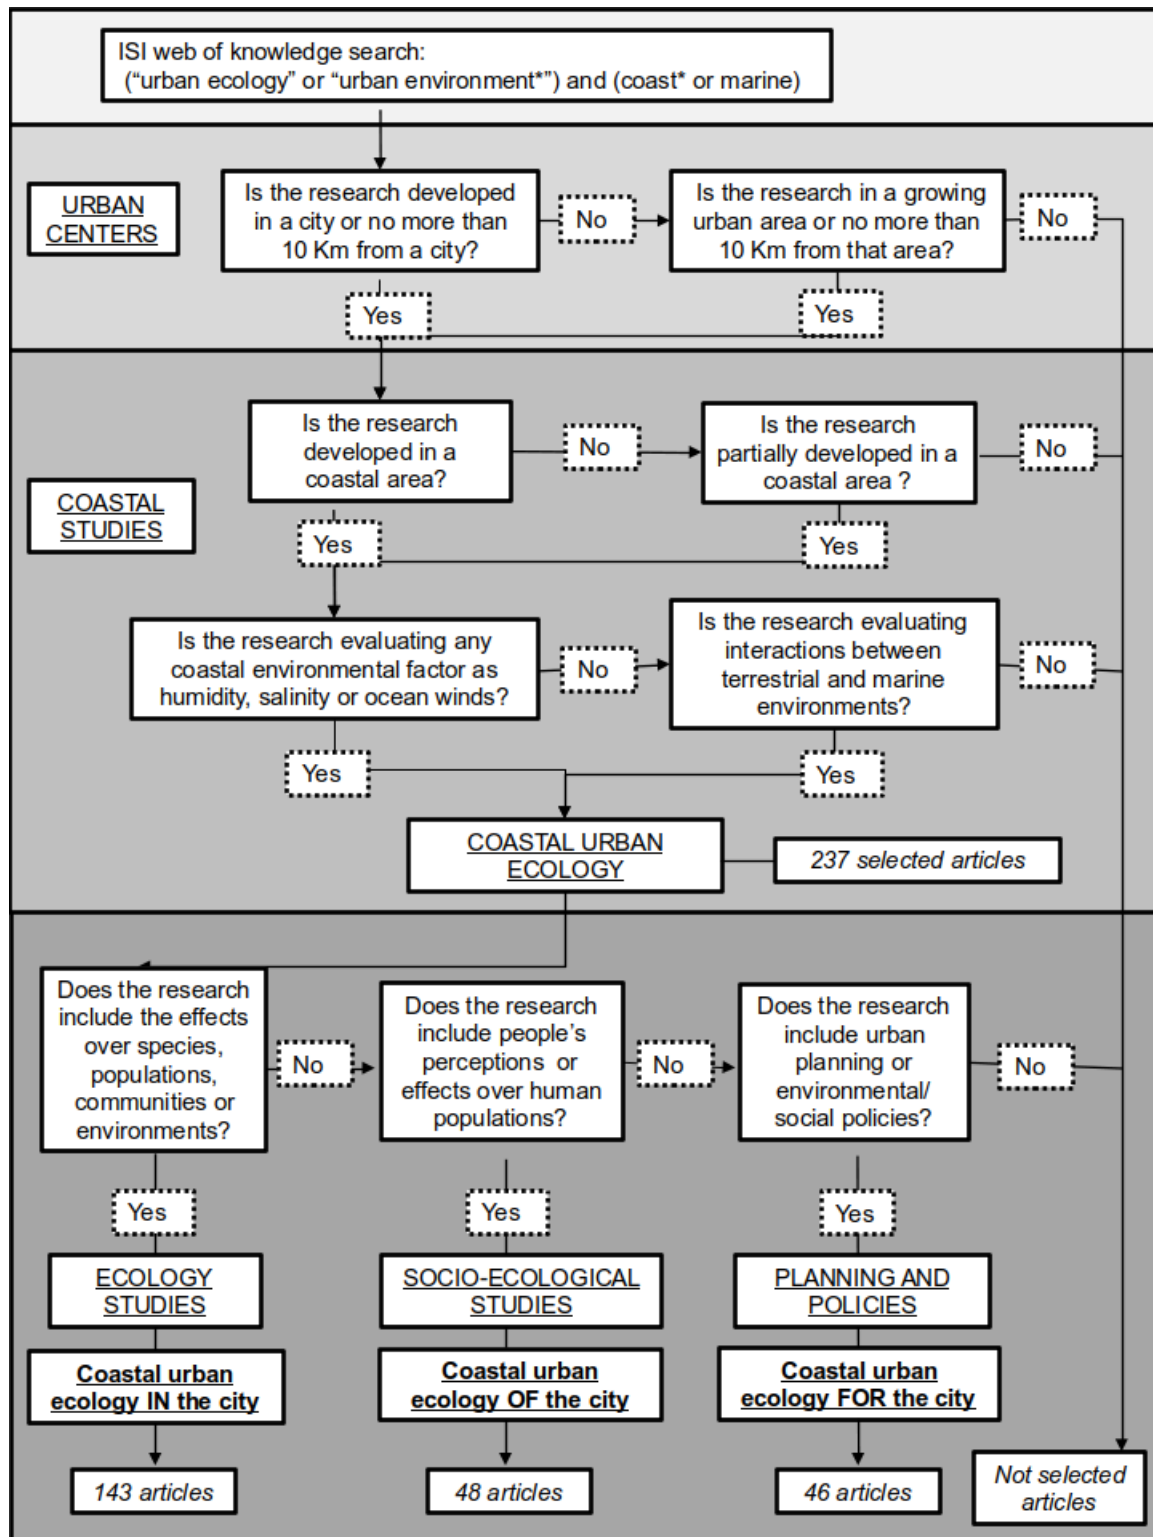 ISI web of knowledge search:
(“urban ecology” or “urban environment*”) and (coast* or marine)
URBAN
CENTERS
Is the research developed
in a city or no more than
10 Km from a city?
No
Is the research in a growing
urban area or no more than
10 Km from that area?
No
Yes
Yes
COASTAL
STUDIES
Is the research
developed in a
coastal area?
No
Is the research
partially developed in a
coastal area ?
No
Yes
Yes
Is the research evaluating any
coastal environmental factor as
humidity, salinity or ocean winds?
No
Is the research evaluating
interactions between
terrestrial and marine
environments?
No
Yes
Yes
COASTAL URBAN
ECOLOGY
237 selected articles
Does the research
include the effects
over species,
populations,
communities or
environments?
No
Does the research
include people’s
perceptions or
effects over human
populations?
No
Does the research
include urban
planning or
environmental/
social policies?
No
Yes
Yes
Yes
ECOLOGY
STUDIES
SOCIO-ECOLOGICAL
STUDIES
PLANNING AND
POLICIES
Coastal urban
ecology IN the city
Coastal urban
ecology OF the city
Coastal urban
ecology FOR the city
143 articles
48 articles
46 articles
Not selected
articles